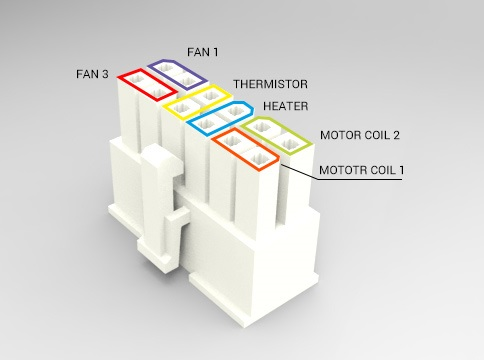 FAN 1
FAN 3
THERMISTOR
HEATER
MOTOR COIL 2
MOTOTR COIL 1